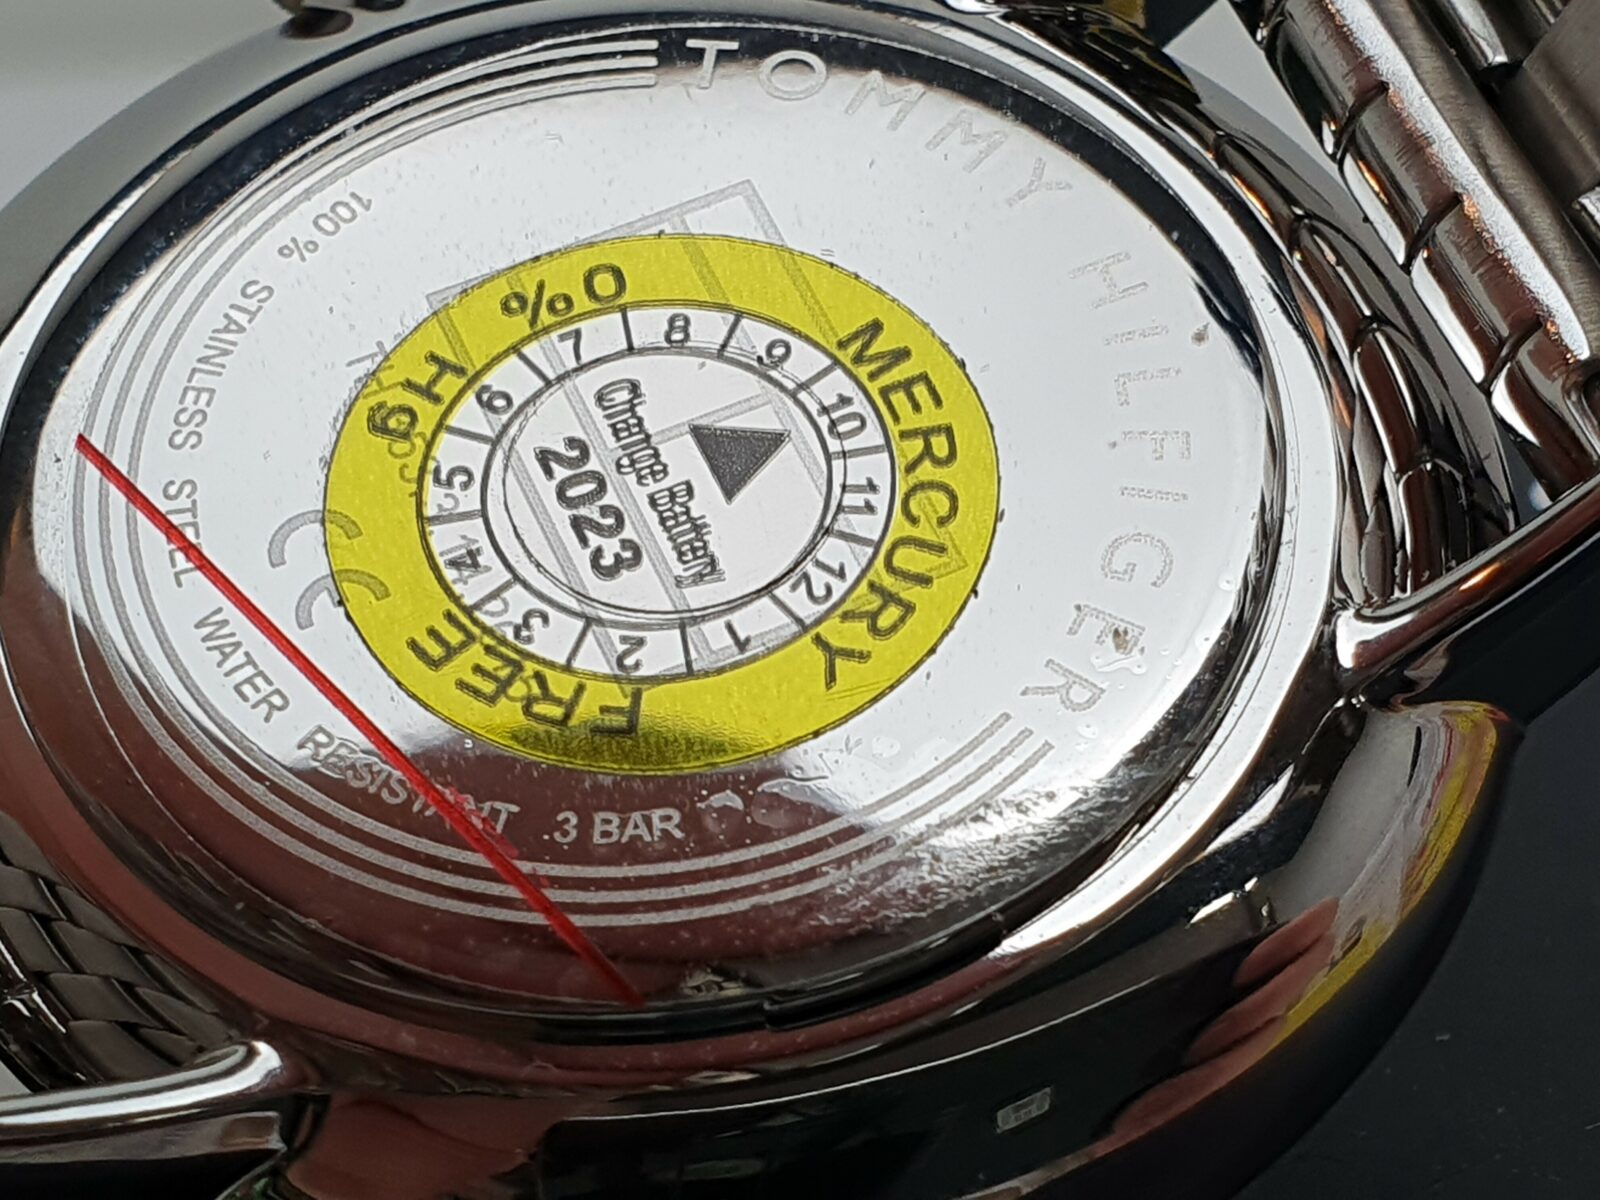 TOMMY HILFIGER
100% STAINLESS STEEL WATER RESISTANT 3 BAR
CE
MERCURY FREE Hg 0%
1 2 3 4 5 6 7 8 9 10 11 12
Change Battery
2023